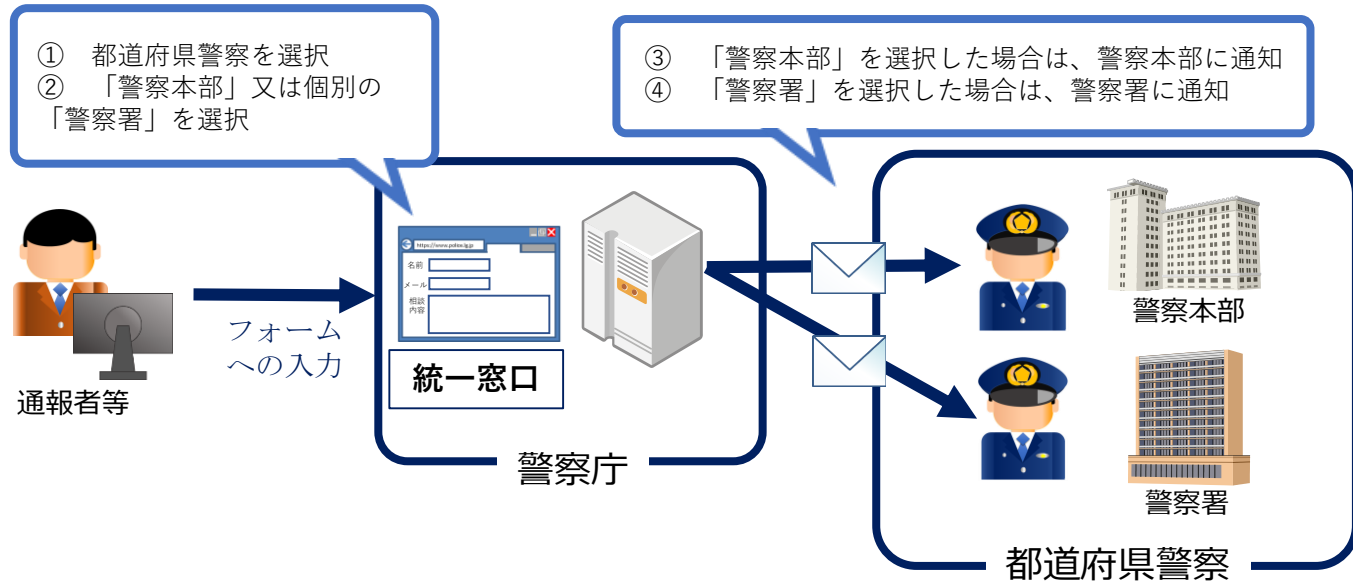 ① 都道府県警察を選択
② 「警察本部」又は個別の
「警察署」を選択
③ 「警察本部」を選択した場合は、警察本部に通知
④ 「警察署」を選択した場合は、警察署に通知
通報者等
フォーム
への入力
https://www.police.lg.jp
名前
メール
相談
内容
統一窓口
警察庁
警察本部
警察署
都道府県警察